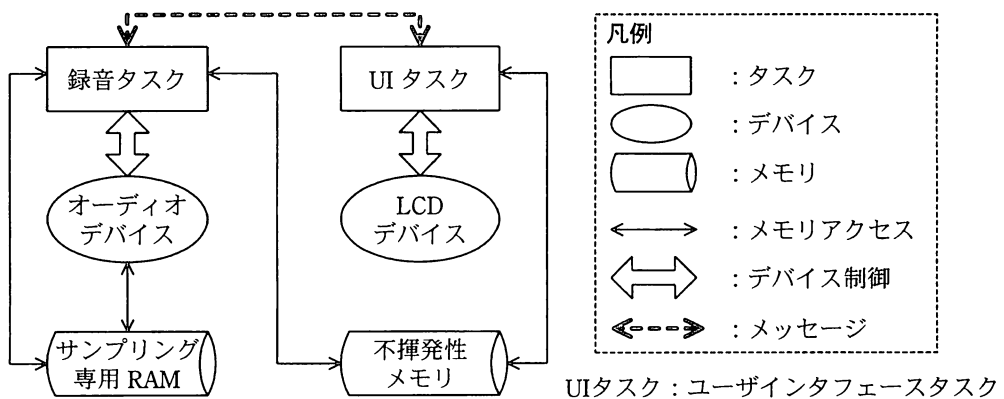 録音タスク
UI タスク
オーディオ
デバイス
LCD
デバイス
サンプリング
専用 RAM
不揮発性
メモリ
凡例
：タスク
：デバイス
：メモリ
：メモリアクセス
：デバイス制御
：メッセージ
UIタスク：ユーザインタフェースタスク